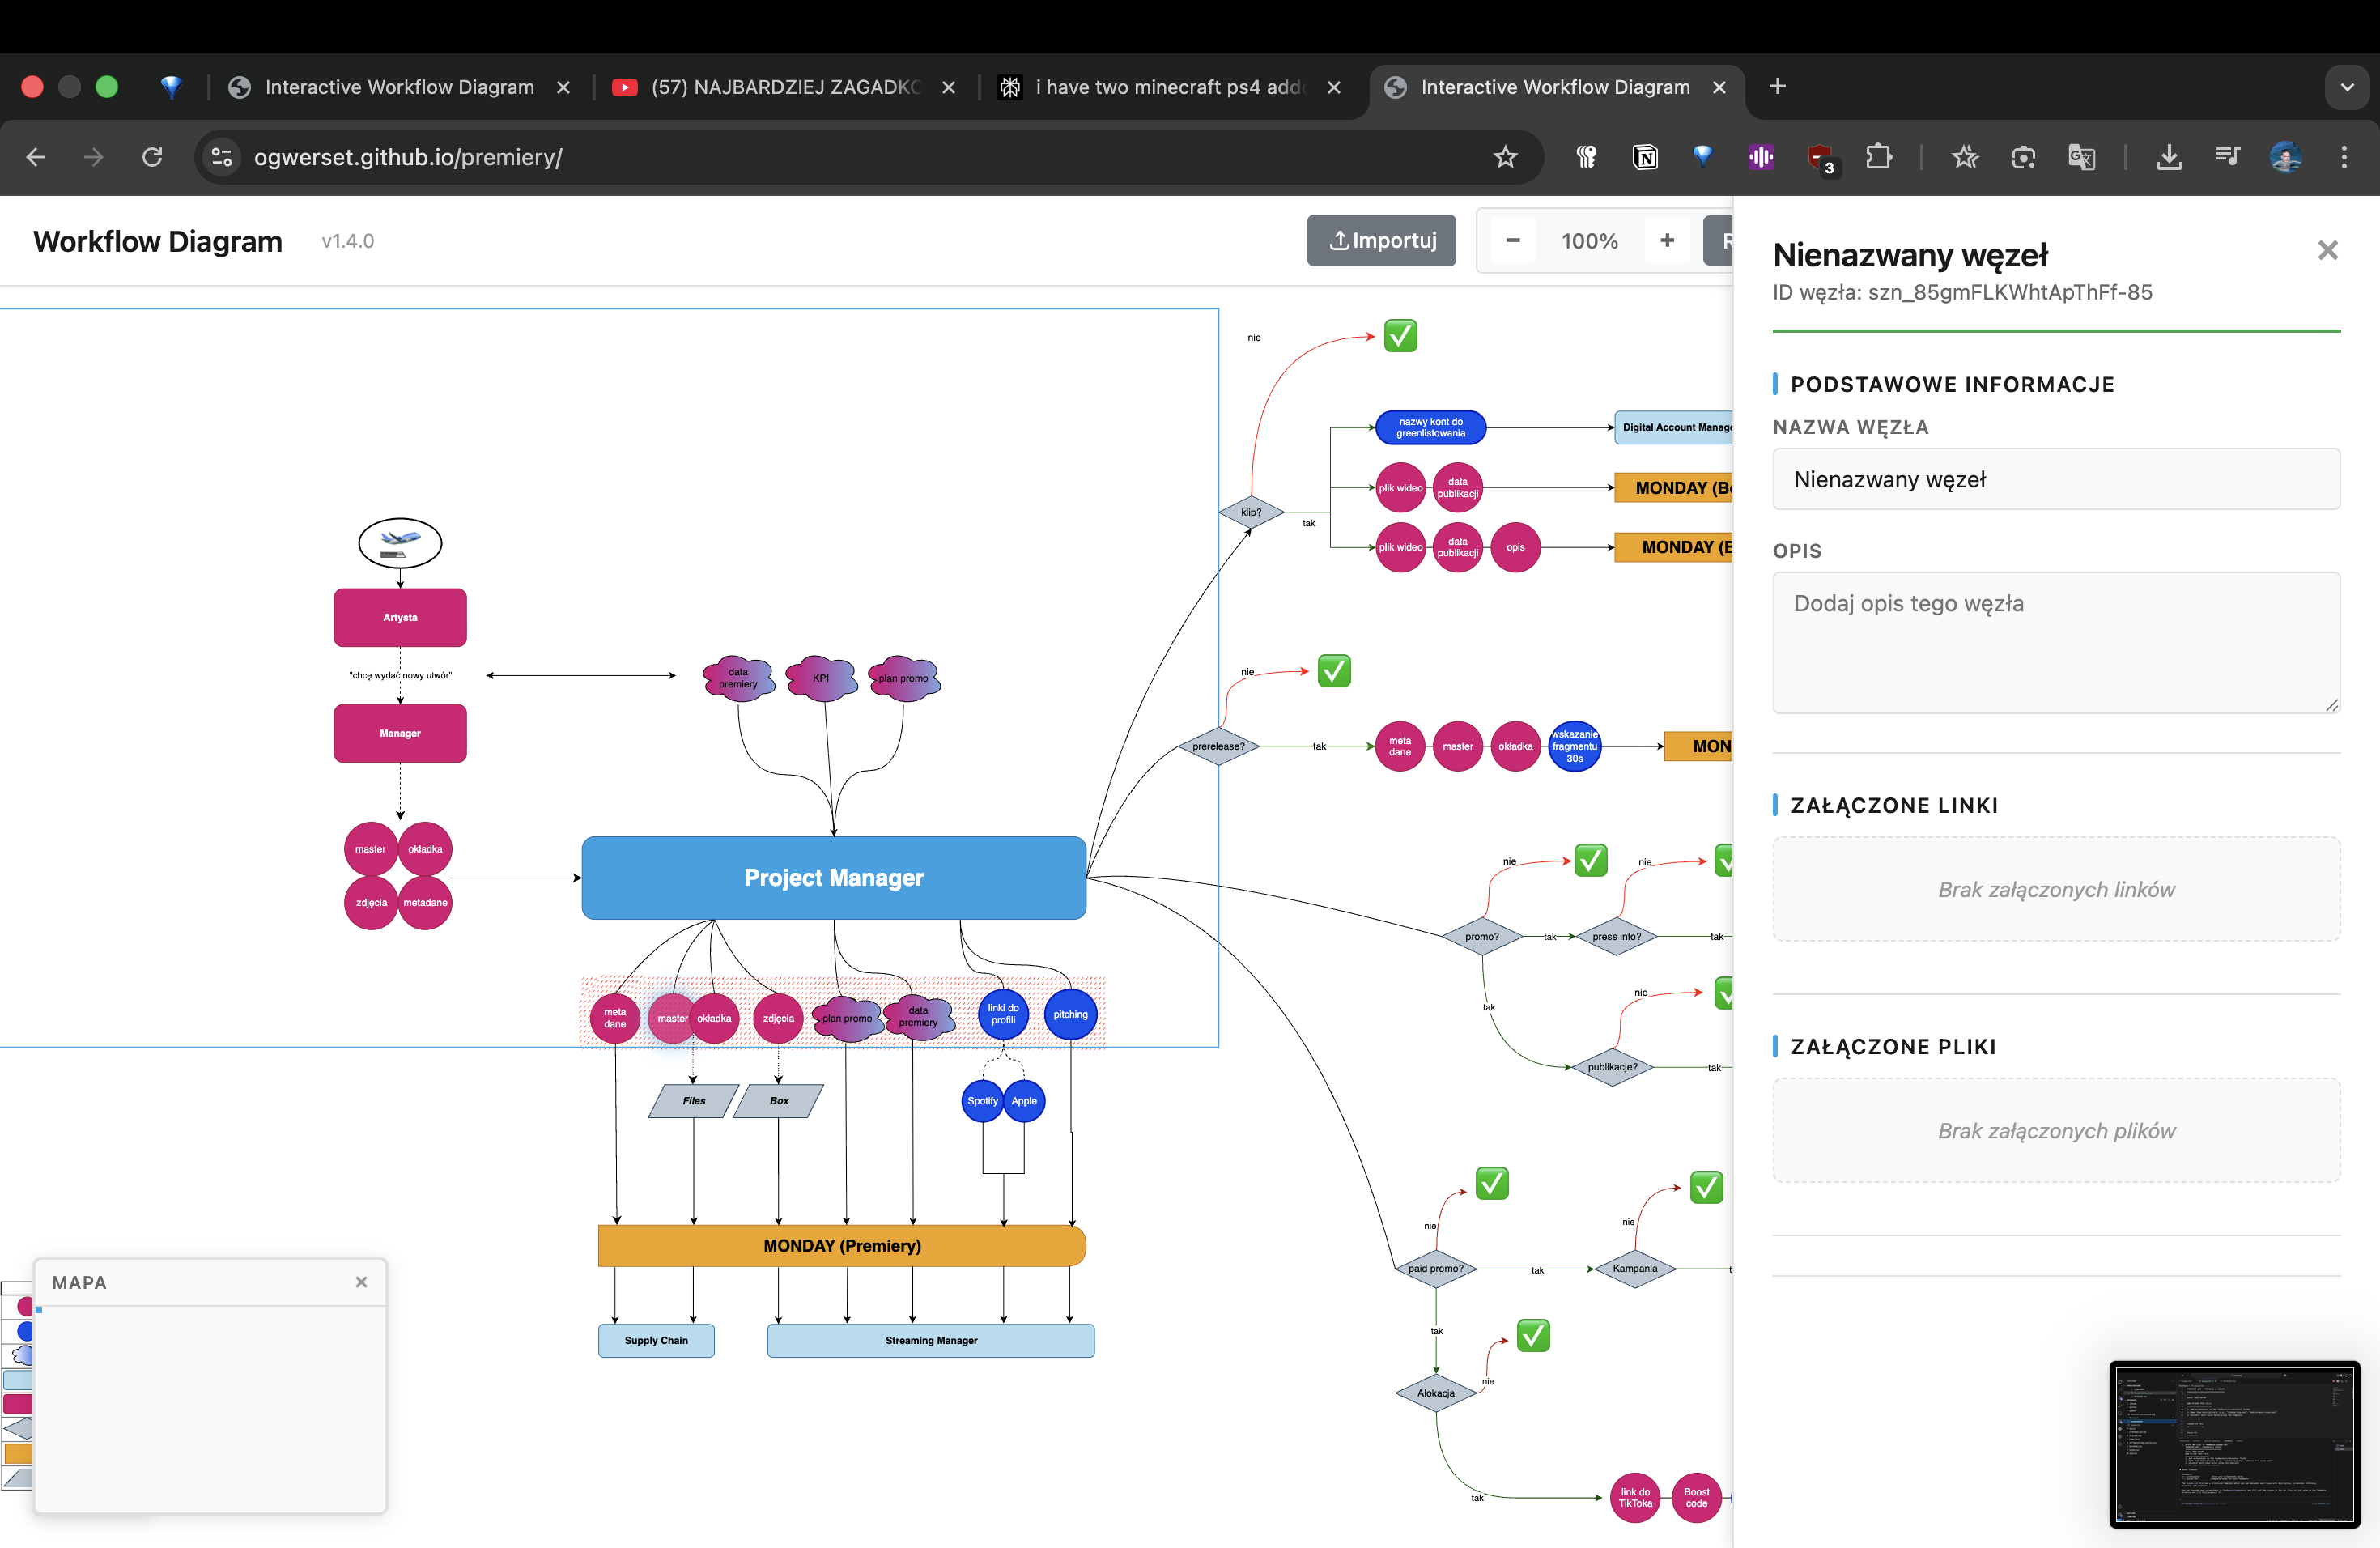 Interactive Workflow Diagram
(57) NAJBARDZIEJ ZAGADKO
i have two minecraft ps4 addo
Interactive Workflow Diagram
ogwerset.github.io/premiery/
3
Workflow Diagram
v1.4.0
Importuj
100%
R
Nienazwany węzeł
ID węzła: szn_85gmFLKWhtApThFf-85
PODSTAWOWE INFORMACJE
NAZWA WĘZŁA
Nienazwany węzeł
OPIS
Dodaj opis tego węzła
ZAŁĄCZONE LINKI
Brak załączonych linków
ZAŁĄCZONE PLIKI
Brak załączonych plików
nie
nazwy kont do
greenlistowania
Digital Account Manage
plik wideo
data
publikacji
MONDAY (Be
klip?
tak
plik wideo
data
publikacji
opis
MONDAY (B
Artysta
"chcę wydać nowy utwór"
Manager
data
premiery
KPI
plan promo
nie
prerelease?
tak
meta
dane
master
okładka
wskazanie
fragmentu
30s
MON
master
okładka
zdjęcia
metadane
Project Manager
nie
nie
promo?
tak
press info?
tak
nie
tak
publikacje?
tak
meta
dane
master
okładka
zdjęcia
plan promo
data
premiery
linki do
profili
pitching
Files
Box
Spotify
Apple
MONDAY (Premiery)
Supply Chain
Streaming Manager
nie
nie
paid promo?
tak
Kampania
t
tak
nie
Alokacja
tak
link do
TikToka
Boost
code
MAPA